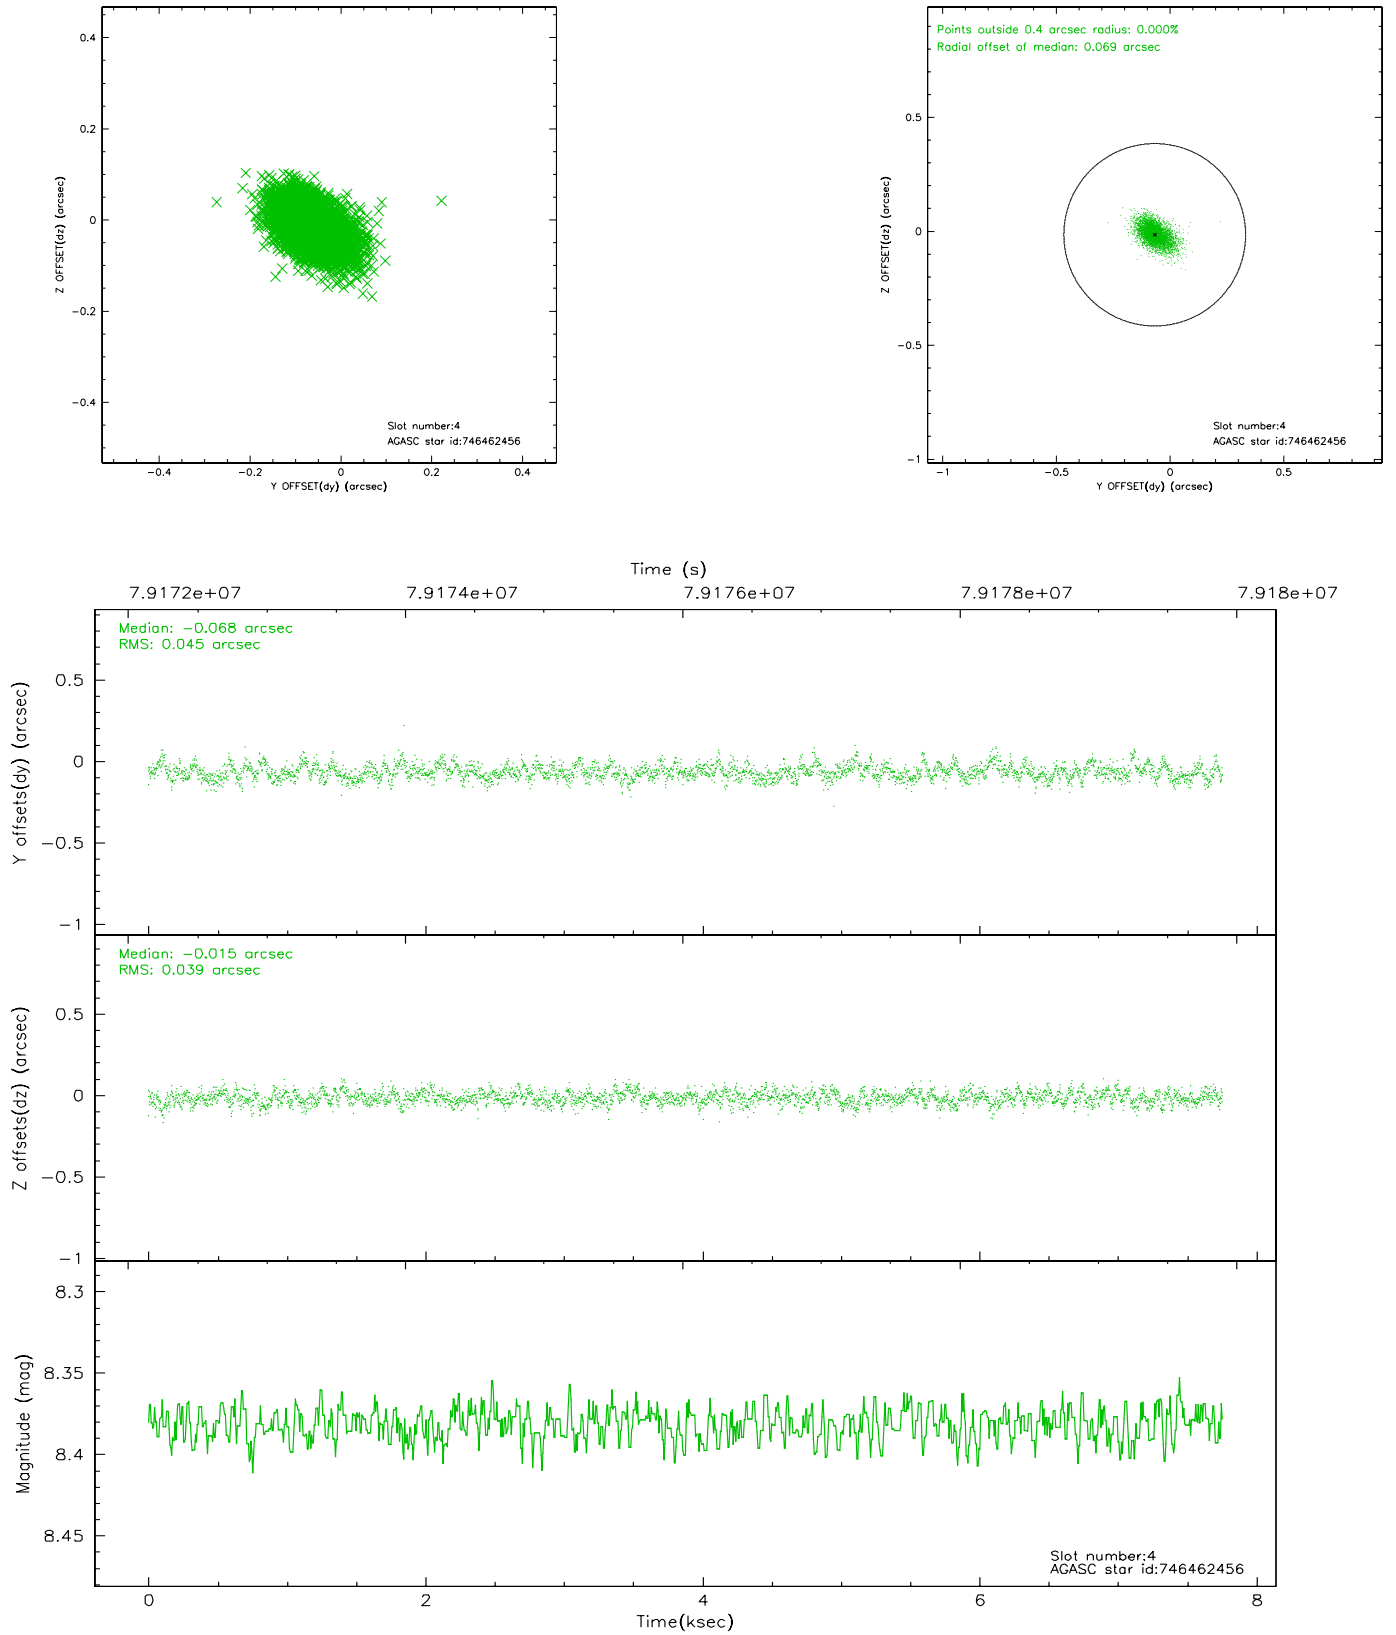 0.4
0.2
0
-0.2
-0.4
Z OFFSET(dz) (arcsec)
Slot number:4
AGASC star id:746462456
-0.4 -0.2 0 0.2 0.4
Y OFFSET(dy) (arcsec)
Points outside 0.4 arcsec radius: 0.000%
Radial offset of median: 0.069 arcsec
0.5
0
-0.5
-1
Z OFFSET(dz) (arcsec)
Slot number:4
AGASC star id:746462456
-1 -0.5 0 0.5
Y OFFSET(dy) (arcsec)
Time (s)
7.9172e+07 7.9174e+07 7.9176e+07 7.9178e+07 7.918e+07
Median: -0.068 arcsec
RMS: 0.045 arcsec
0.5
0
-0.5
-1
Y offsets(dy) (arcsec)
Median: -0.015 arcsec
RMS: 0.039 arcsec
0.5
0
-0.5
-1
Z offsets(dz) (arcsec)
8.3
8.35
8.4
8.45
Magnitude (mag)
Slot number:4
AGASC star id:746462456
0 2 4 6 8
Time(ksec)